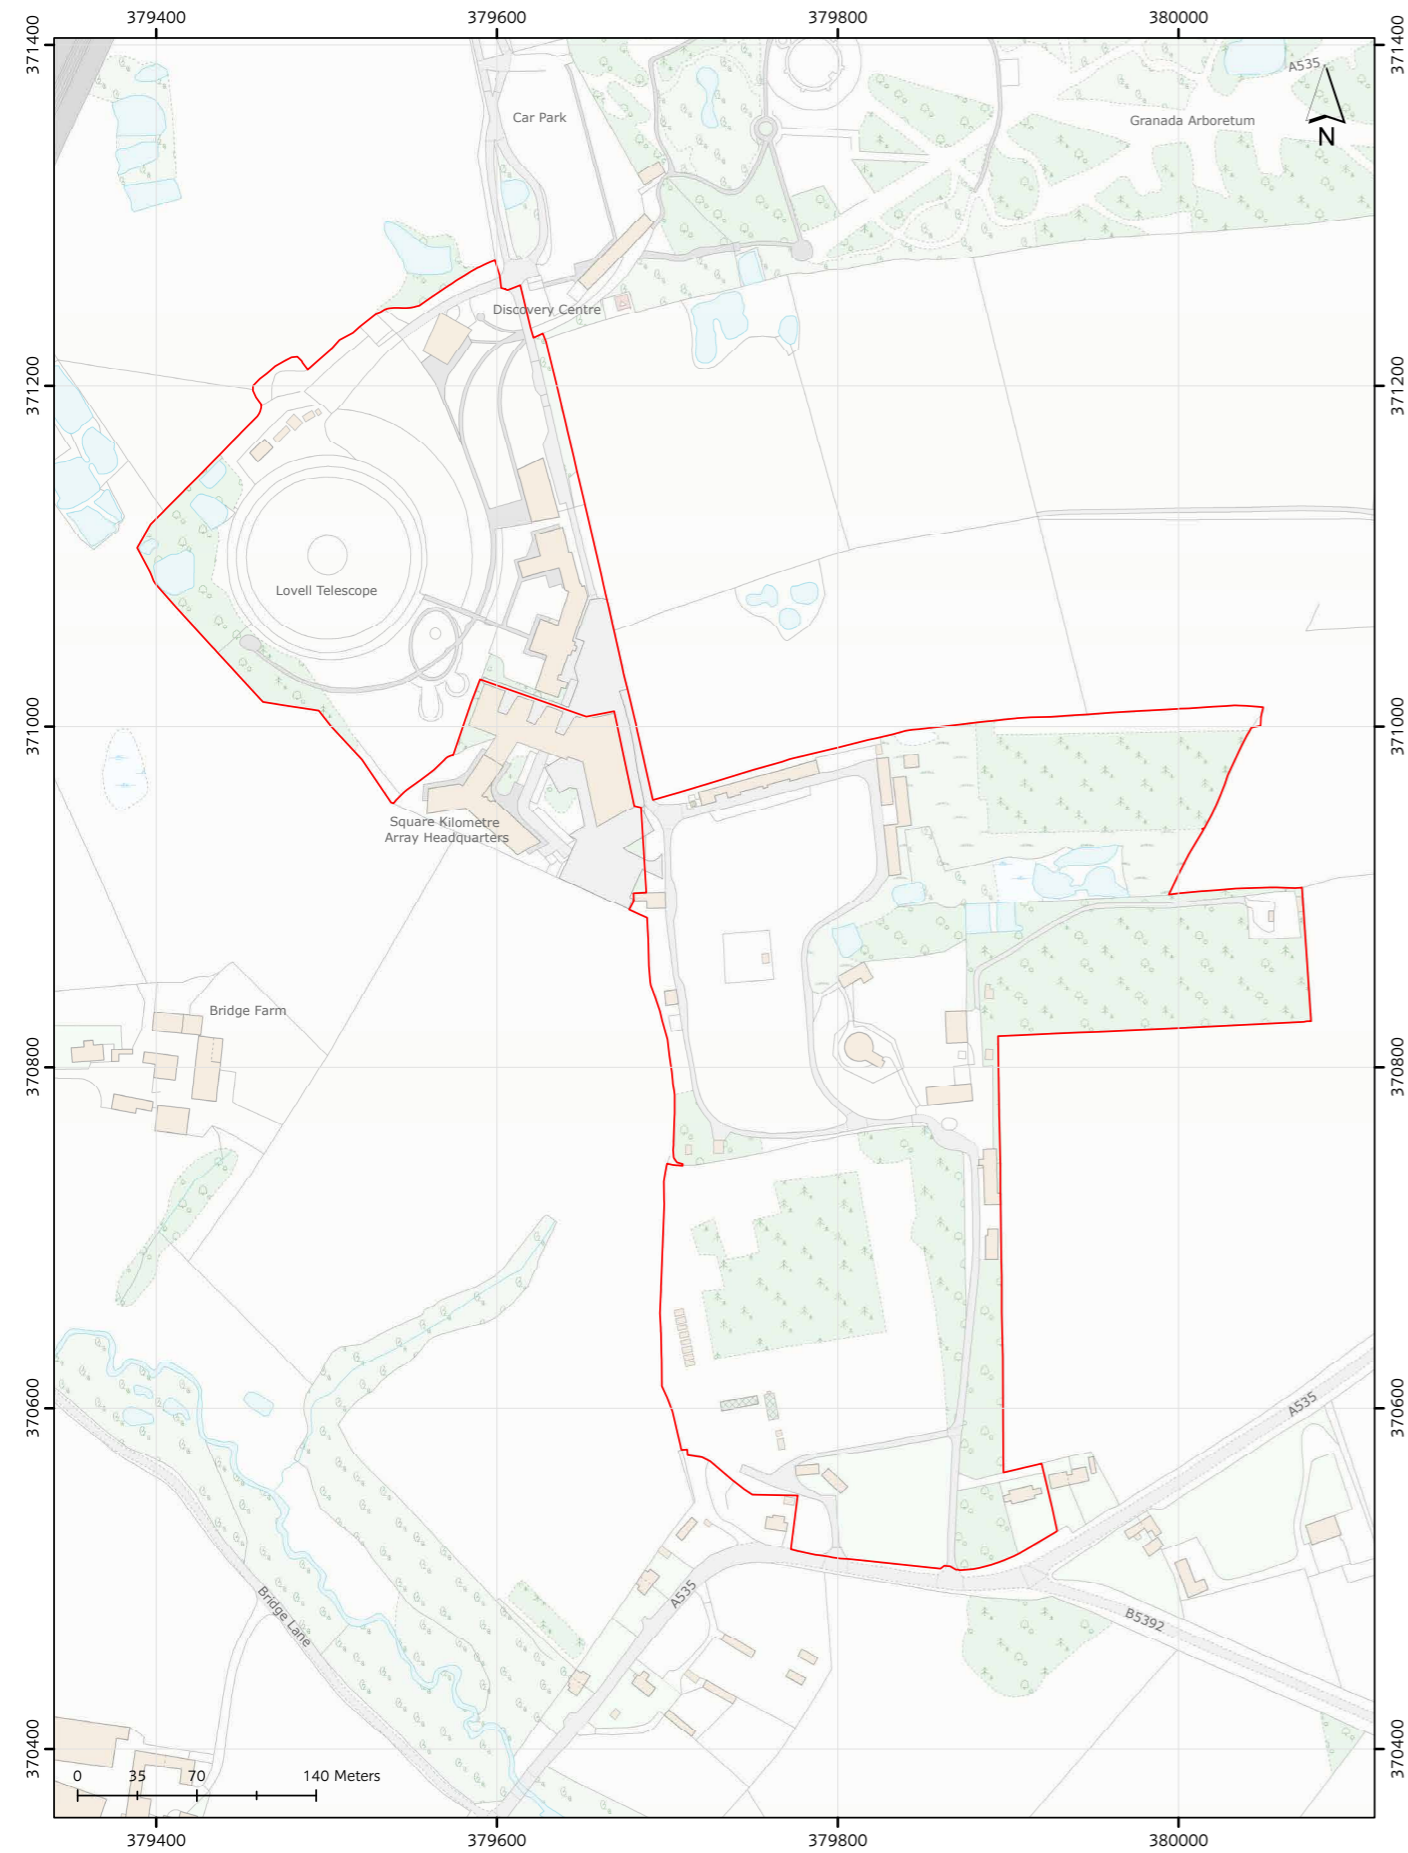 379400 379600 379800 380000
371400 371400
A535
Car Park
Granada Arboretum
N
Discovery Centre
371200 371200
Lovell Telescope
371000 371000
Square Kilometre
Array Headquarters
Bridge Farm
370800 370800
A535
370600 370600
A535
Bridge Lane
B5392
370400 370400
0 35 70 140 Meters
379400 379600 379800 380000